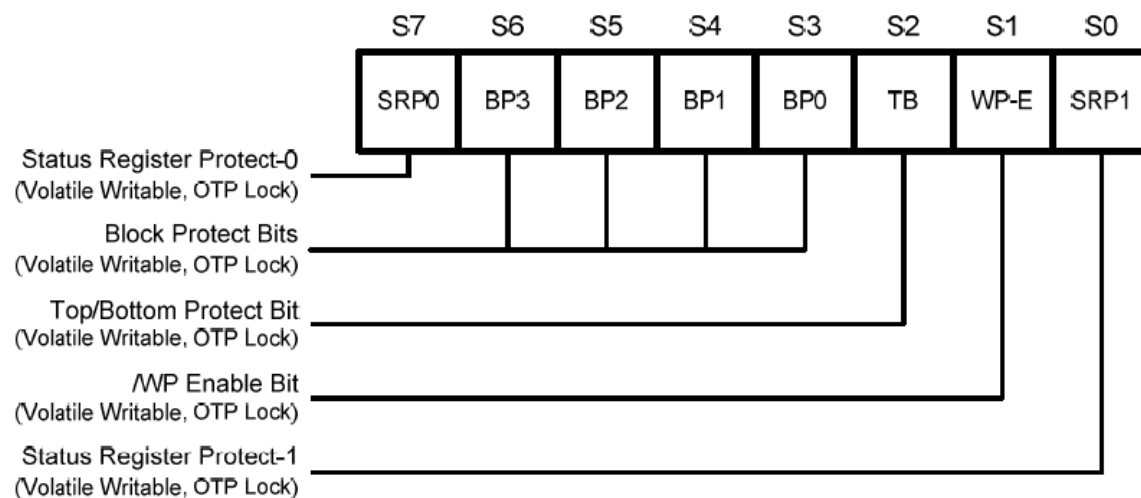 S7 S6 S5 S4 S3 S2 S1 S0
SRP0 BP3 BP2 BP1 BP0 TB WP-E SRP1
Status Register Protect-0
(Volatile Writable, OTP Lock)
Block Protect Bits
(Volatile Writable, OTP Lock)
Top/Bottom Protect Bit
(Volatile Writable, OTP Lock)
/WP Enable Bit
(Volatile Writable, OTP Lock)
Status Register Protect-1
(Volatile Writable, OTP Lock)